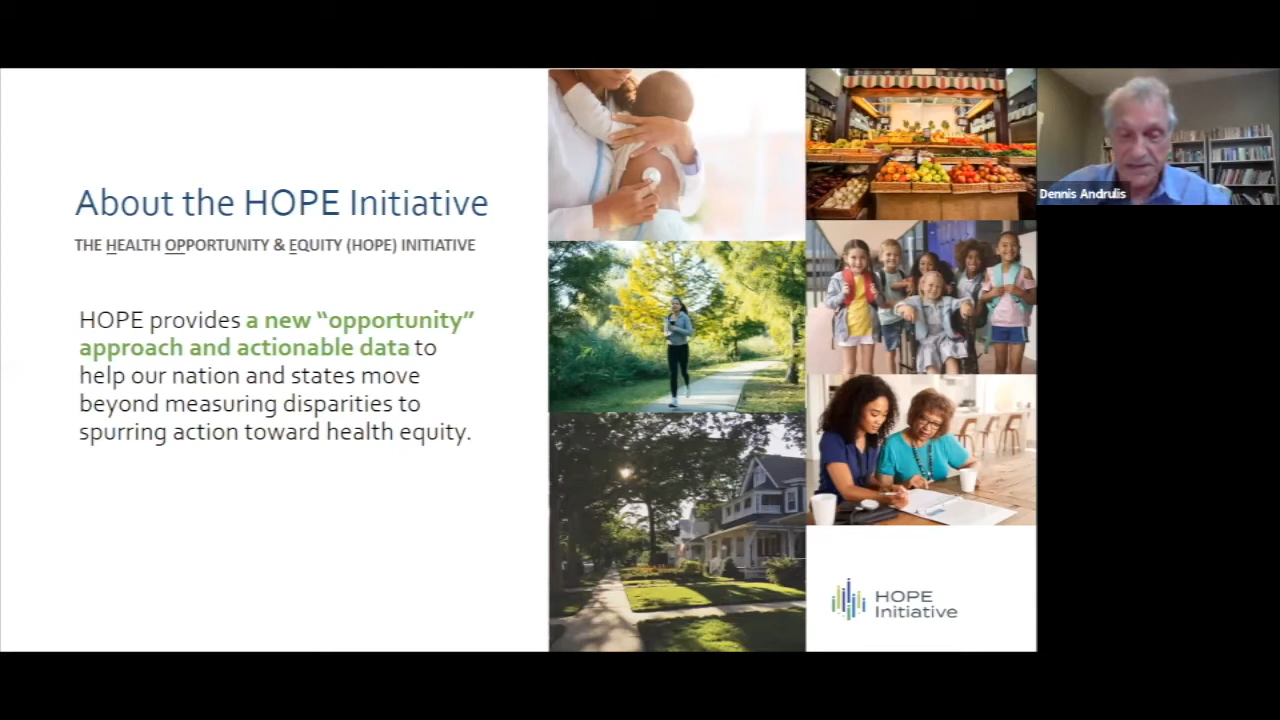 About the HOPE Initiative
THE HEALTH OPPORTUNITY & EQUITY (HOPE) INITIATIVE
HOPE provides a new “opportunity”
approach and actionable data to
help our nation and states move
beyond measuring disparities to
spurring action toward health equity.
Dennis Andrulis
HOPE
Initiative